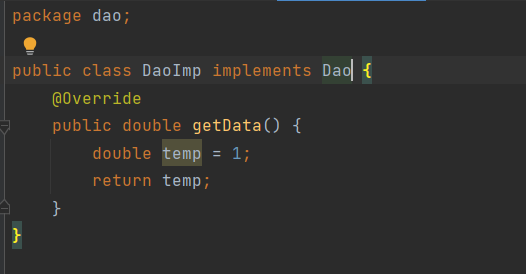 package dao;
public class DaoImp implements Dao {
@Override
public double getData() {
double temp = 1;
return temp;
}
}